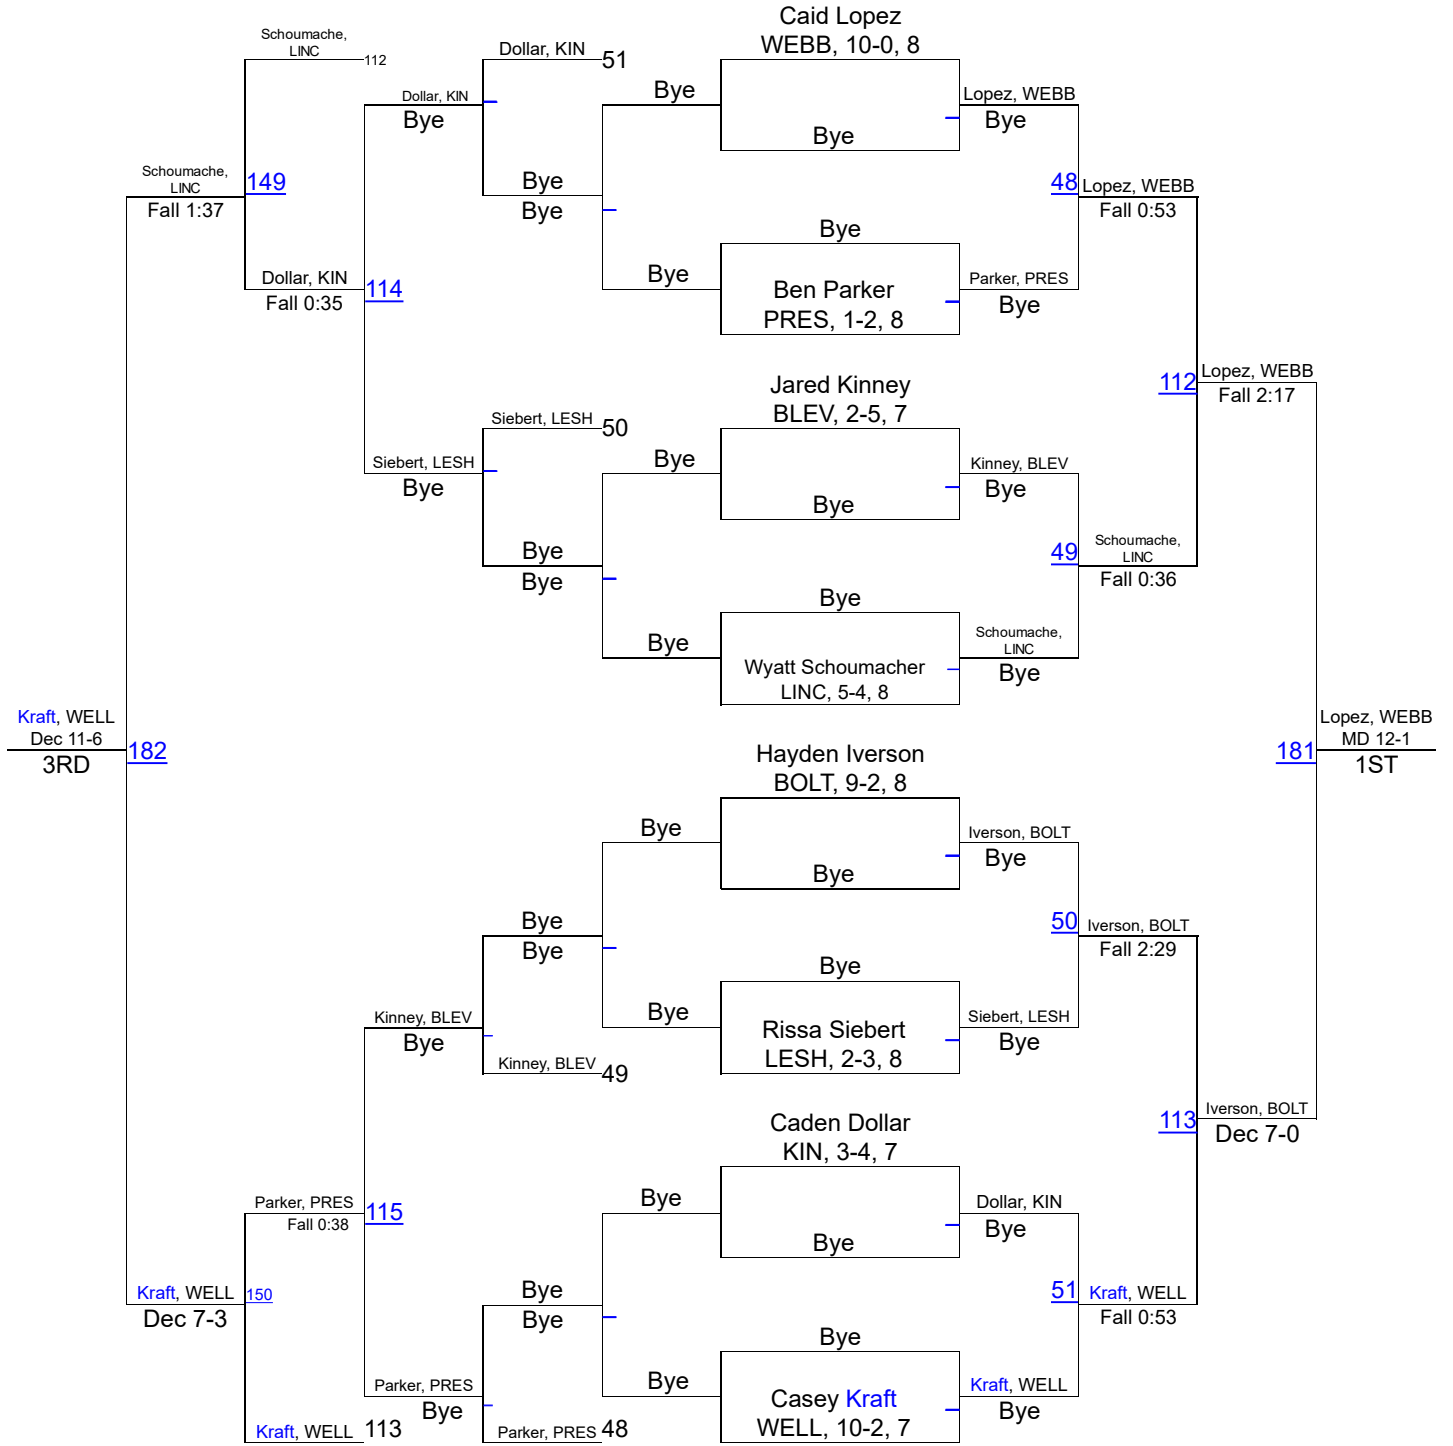 Caid Lopez
WEBB, 10-0, 8
Schoumache,
LINC
112
Dollar, KIN
51
Dollar, KIN
Bye
Bye
Lopez, WEBB
Bye
Bye
Schoumache,
LINC
Fall 1:37
149
Bye
Bye
48
Lopez, WEBB
Fall 0:53
Bye
Dollar, KIN
Fall 0:35
114
Bye
Ben Parker
PRES, 1-2, 8
Parker, PRES
Bye
Jared Kinney
BLEV, 2-5, 7
112
Lopez, WEBB
Fall 2:17
Siebert, LESH
50
Siebert, LESH
Bye
Bye
Kinney, BLEV
Bye
Bye
Bye
Bye
49
Schoumache,
LINC
Fall 0:36
Bye
Bye
Wyatt Schoumacher
LINC, 5-4, 8
Schoumache,
LINC
Bye
Kraft, WELL
Dec 11-6
3RD
182
Hayden Iverson
BOLT, 9-2, 8
181
Lopez, WEBB
MD 12-1
1ST
Bye
Iverson, BOLT
Bye
Bye
Bye
Bye
50
Iverson, BOLT
Fall 2:29
Bye
Kinney, BLEV
Bye
Bye
Rissa Siebert
LESH, 2-3, 8
Siebert, LESH
Bye
Kinney, BLEV
49
Caden Dollar
KIN, 3-4, 7
113
Iverson, BOLT
Dec 7-0
Parker, PRES
Fall 0:38
115
Bye
Dollar, KIN
Bye
Bye
Kraft, WELL
Dec 7-3
150
Bye
Bye
51
Kraft, WELL
Fall 0:53
Bye
Parker, PRES
Bye
Bye
Casey Kraft
WELL, 10-2, 7
Kraft, WELL
Bye
Kraft, WELL
113
Parker, PRES
48